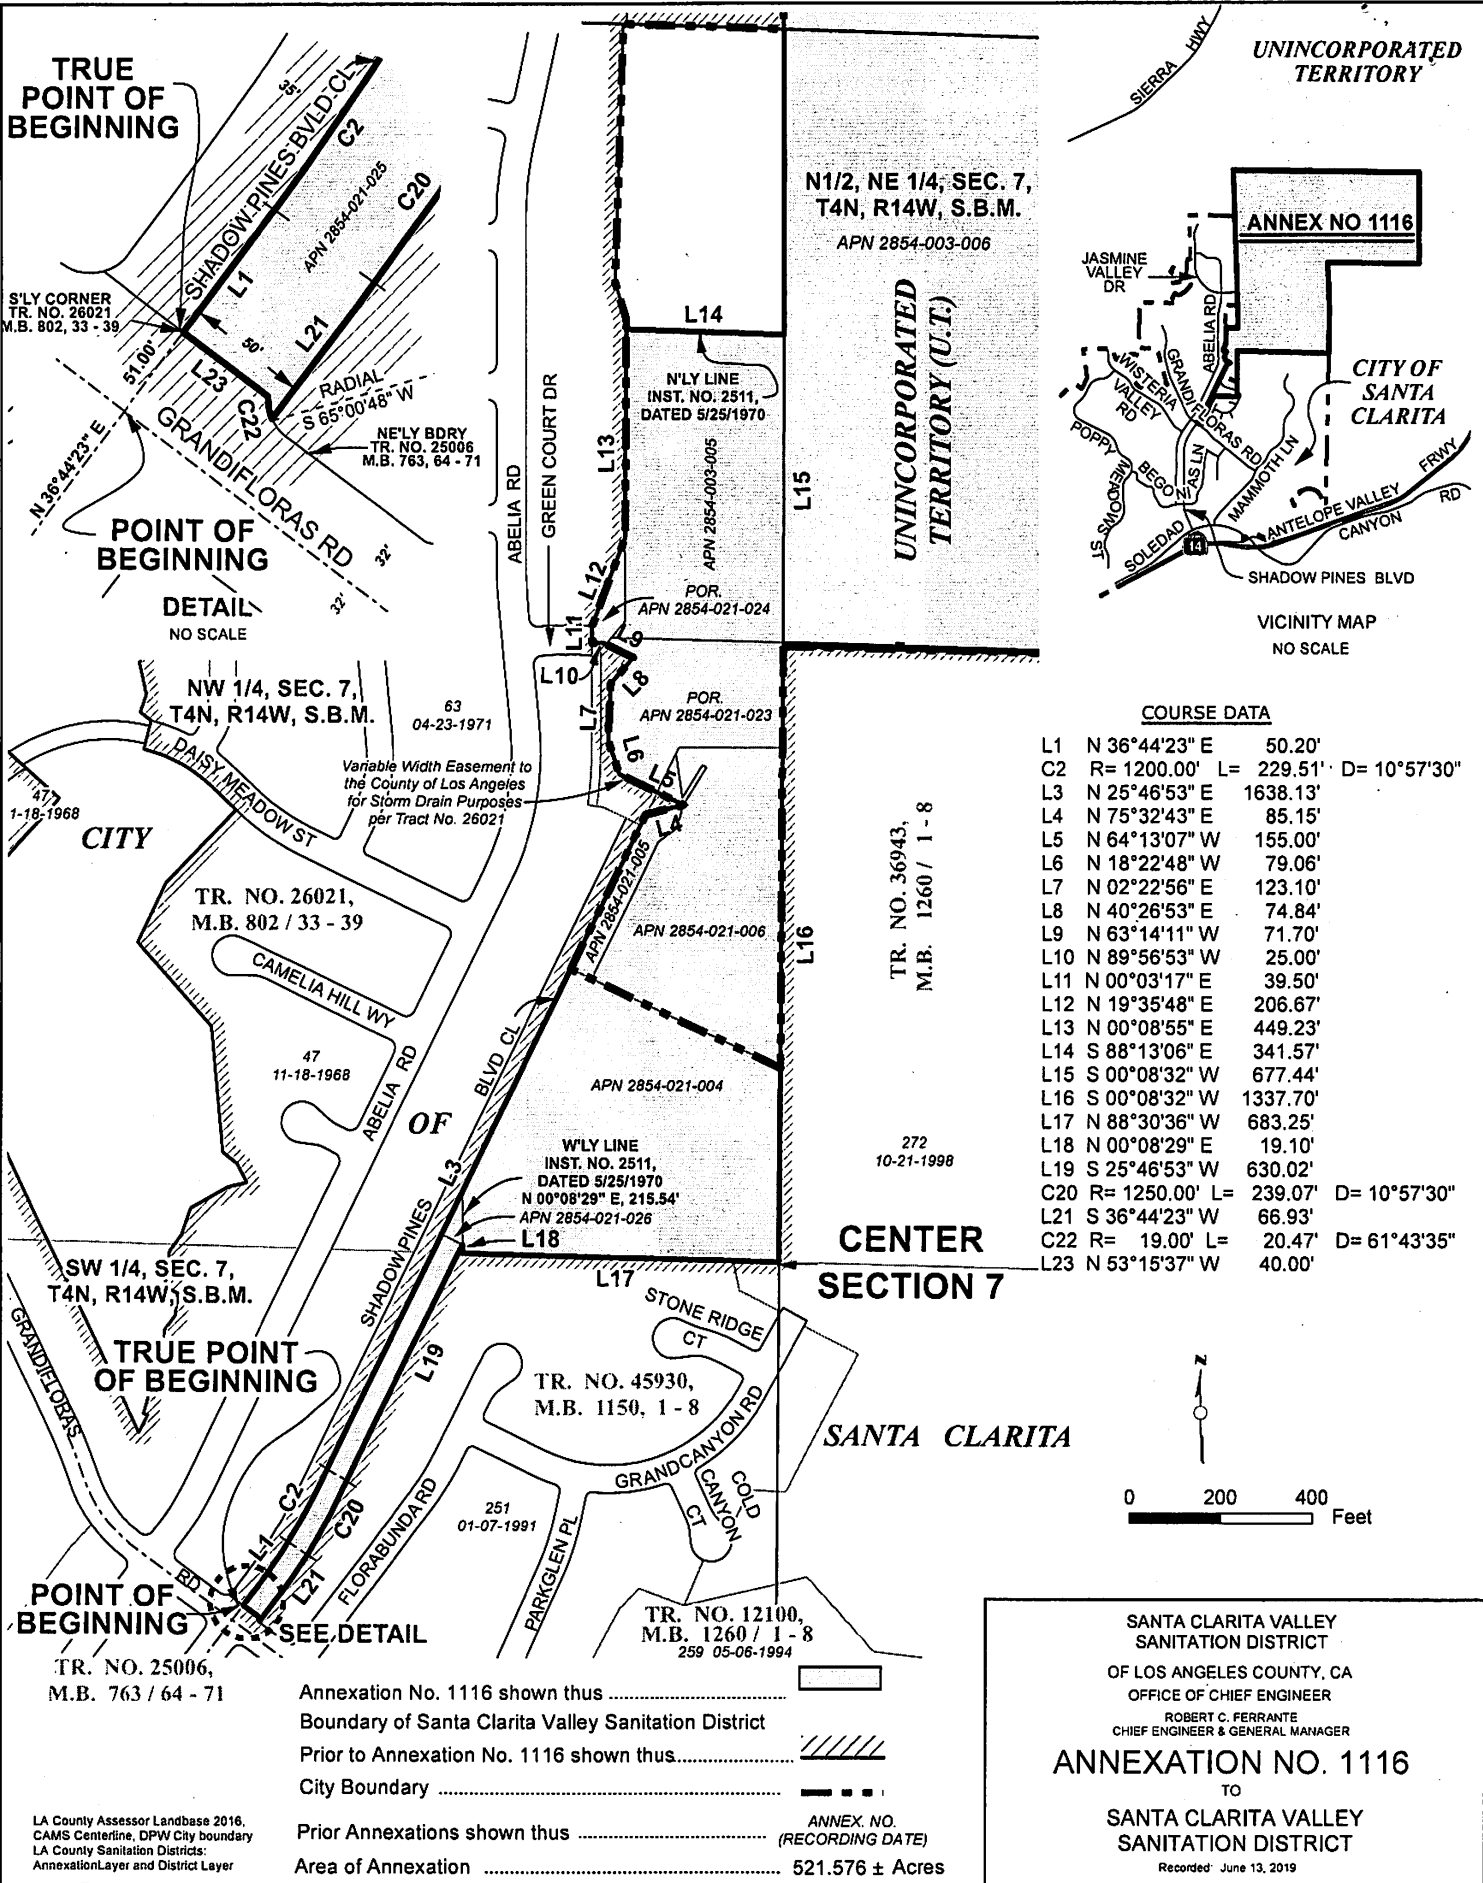 TRUE
POINT OF
BEGINNING
35'
SHADOW PINES BVLD CL
C2
C20
APN 2854-021-025
L1
L21
50'
S'LY CORNER
TR. NO. 26021
M.B. 802, 33 - 39
51.00'
L23
C22
RADIAL
S 65°00'48" W
NE'LY BDRY
TR. NO. 25006
M.B. 763, 64 - 71
N 36°44'23" E
GRANDIFLORAS RD
32'
32'
POINT OF
BEGINNING
DETAIL
NO SCALE
ABELIA RD
GREEN COURT DR
N1/2, NE 1/4, SEC. 7,
T4N, R14W, S.B.M.
APN 2854-003-006
UNINCORPORATED
TERRITORY (U.T.)
L14
N'LY LINE
INST. NO. 2511,
DATED 5/25/1970
L13
APN 2854-003-005
L15
L12
POR.
APN 2854-021-024
L11
L9
L10
L8
POR.
APN 2854-021-023
L7
L6
L5
L4
SIERRA HWY
UNINCORPORATED
TERRITORY
ANNEX NO 1116
JASMINE
VALLEY
DR
ABELIA RD
WISTERIA
VALLEY
RD
GRANDIFLORAS RD
CITY OF
SANTA
CLARITA
POPPY
MEADOWS ST
BEGONIAS LN
MAMMOTH LN
FRWY
ANTELOPE VALLEY
SOLEDAD
CANYON
RD
14
SHADOW PINES BLVD
VICINITY MAP
NO SCALE
NW 1/4, SEC. 7,
T4N, R14W, S.B.M.
63
04-23-1971
DAISY MEADOW ST
Variable Width Easement to
the County of Los Angeles
for Storm Drain Purposes
per Tract No. 26021
47
1-18-1968
CITY
TR. NO. 26021,
M.B. 802 / 33 - 39
CAMELIA HILL WY
47
11-18-1968
ABELIA RD
OF
APN 2854-021-005
APN 2854-021-006
L16
TR. NO. 36943,
M.B. 1260 / 1 - 8
BLVD CL
APN 2854-021-004
W'LY LINE
INST. NO. 2511,
DATED 5/25/1970
N 00°08'29" E, 215.54'
APN 2854-021-026
L3
L18
272
10-21-1998
CENTER
SECTION 7
L17
COURSE DATA
L1 N 36°44'23" E 50.20'
C2 R= 1200.00' L= 229.51' D= 10°57'30"
L3 N 25°46'53" E 1638.13'
L4 N 75°32'43" E 85.15'
L5 N 64°13'07" W 155.00'
L6 N 18°22'48" W 79.06'
L7 N 02°22'56" E 123.10'
L8 N 40°26'53" E 74.84'
L9 N 63°14'11" W 71.70'
L10 N 89°56'53" W 25.00'
L11 N 00°03'17" E 39.50'
L12 N 19°35'48" E 206.67'
L13 N 00°08'55" E 449.23'
L14 S 88°13'06" E 341.57'
L15 S 00°08'32" W 677.44'
L16 S 00°08'32" W 1337.70'
L17 N 88°30'36" W 683.25'
L18 N 00°08'29" E 19.10'
L19 S 25°46'53" W 630.02'
C20 R= 1250.00' L= 239.07' D= 10°57'30"
L21 S 36°44'23" W 66.93'
C22 R= 19.00' L= 20.47' D= 61°43'35"
L23 N 53°15'37" W 40.00'
SW 1/4, SEC. 7,
T4N, R14W, S.B.M.
SHADOW PINES
GRANDIFLORAS
RD
TRUE POINT
OF BEGINNING
L19
STONE RIDGE
CT
TR. NO. 45930,
M.B. 1150, 1 - 8
GRANDCANYON RD
COLD
CANYON
CT
SANTA CLARITA
C2
C20
L1
L21
FLORABUNDA RD
251
01-07-1991
PARKGLEN PL
POINT OF
BEGINNING
SEE DETAIL
TR. NO. 25006,
M.B. 763 / 64 - 71
TR. NO. 12100,
M.B. 1260 / 1 - 8
259 05-06-1994
N
0 200 400
Feet
Annexation No. 1116 shown thus
Boundary of Santa Clarita Valley Sanitation District
Prior to Annexation No. 1116 shown thus
City Boundary
Prior Annexations shown thus ANNEX. NO.
(RECORDING DATE)
Area of Annexation 521.576 ± Acres
LA County Assessor Landbase 2016,
CAMS Centerline, DPW City boundary
LA County Sanitation Districts:
AnnexationLayer and District Layer
SANTA CLARITA VALLEY
SANITATION DISTRICT
OF LOS ANGELES COUNTY, CA
OFFICE OF CHIEF ENGINEER
ROBERT C. FERRANTE
CHIEF ENGINEER & GENERAL MANAGER
ANNEXATION NO. 1116
TO
SANTA CLARITA VALLEY
SANITATION DISTRICT
Recorded June 13, 2019